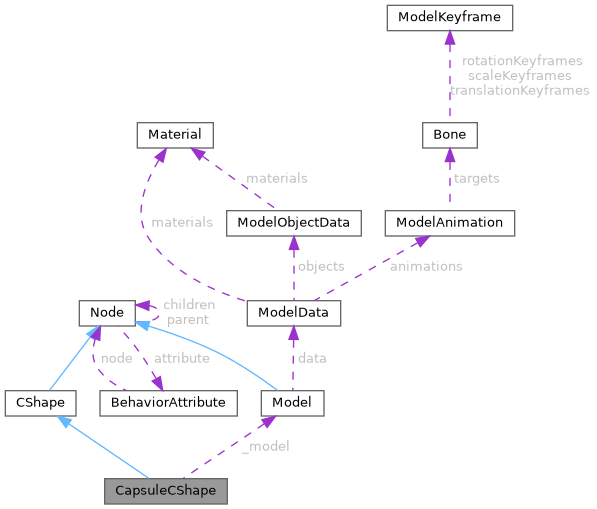 ModelKeyframe
rotationKeyframes
scaleKeyframes
translationKeyframes
Material
Bone
materials
targets
materials
ModelObjectData
ModelAnimation
objects
animations
children
parent
Node
ModelData
node
attribute
data
CShape
BehaviorAttribute
Model
_model
CapsuleCShape